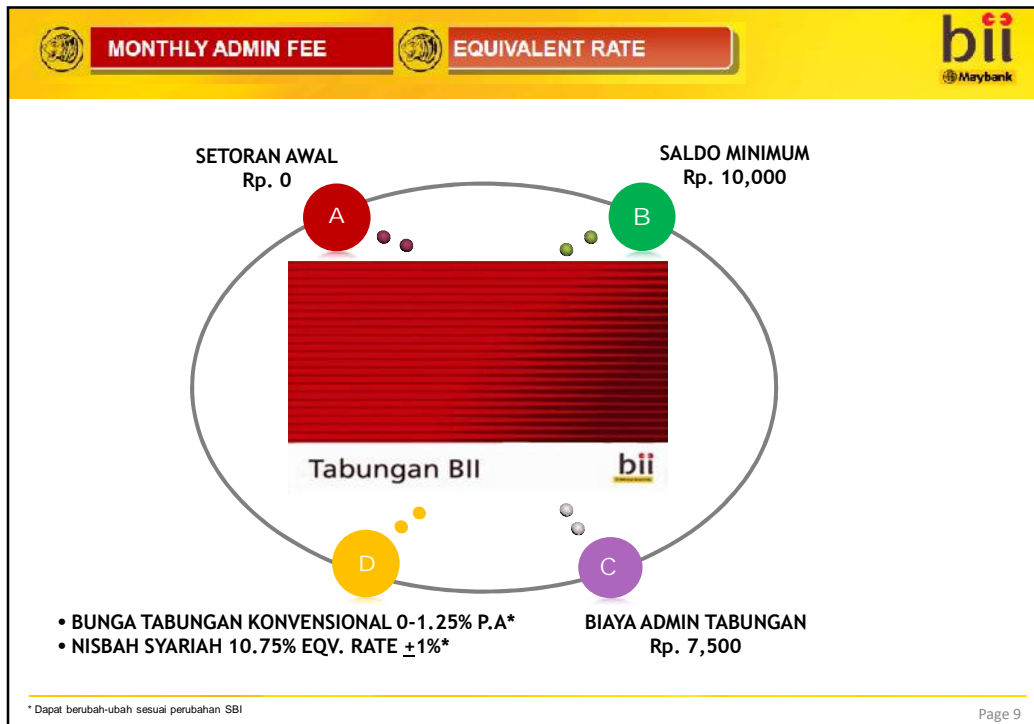 MONTHLY ADMIN FEE
EQUIVALENT RATE
bii
Maybank
SETORAN AWAL
Rp. 0
SALDO MINIMUM
Rp. 10,000
A
B
Tabungan BII
bii
D
C
• BUNGA TABUNGAN KONVENSIONAL 0-1.25% P.A*
• NISBAH SYARIAH 10.75% EQV. RATE +1%*
BIAYA ADMIN TABUNGAN
Rp. 7,500
* Dapat berubah-ubah sesuai perubahan SBI
Page 9